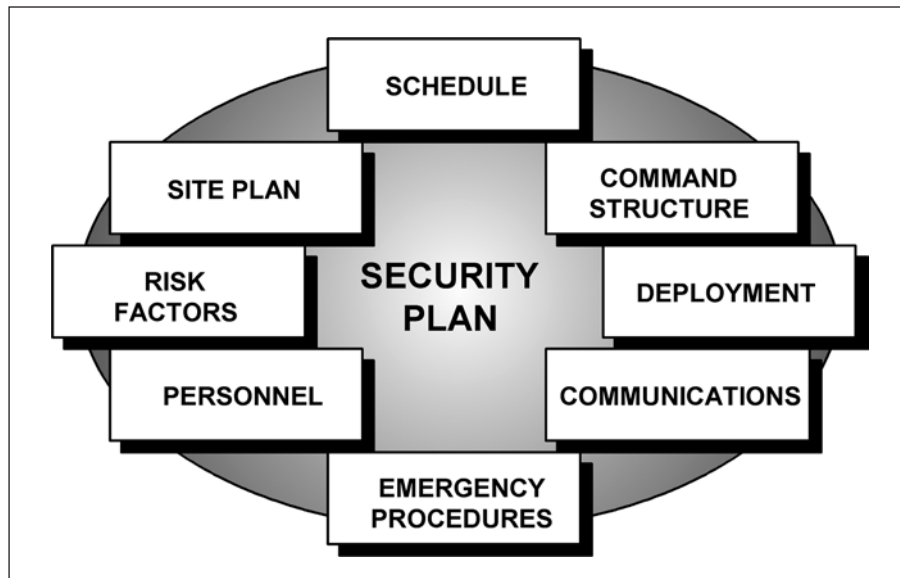 SCHEDULE
SITE PLAN
COMMAND
STRUCTURE
RISK
FACTORS
SECURITY
PLAN
DEPLOYMENT
PERSONNEL
COMMUNICATIONS
EMERGENCY
PROCEDURES